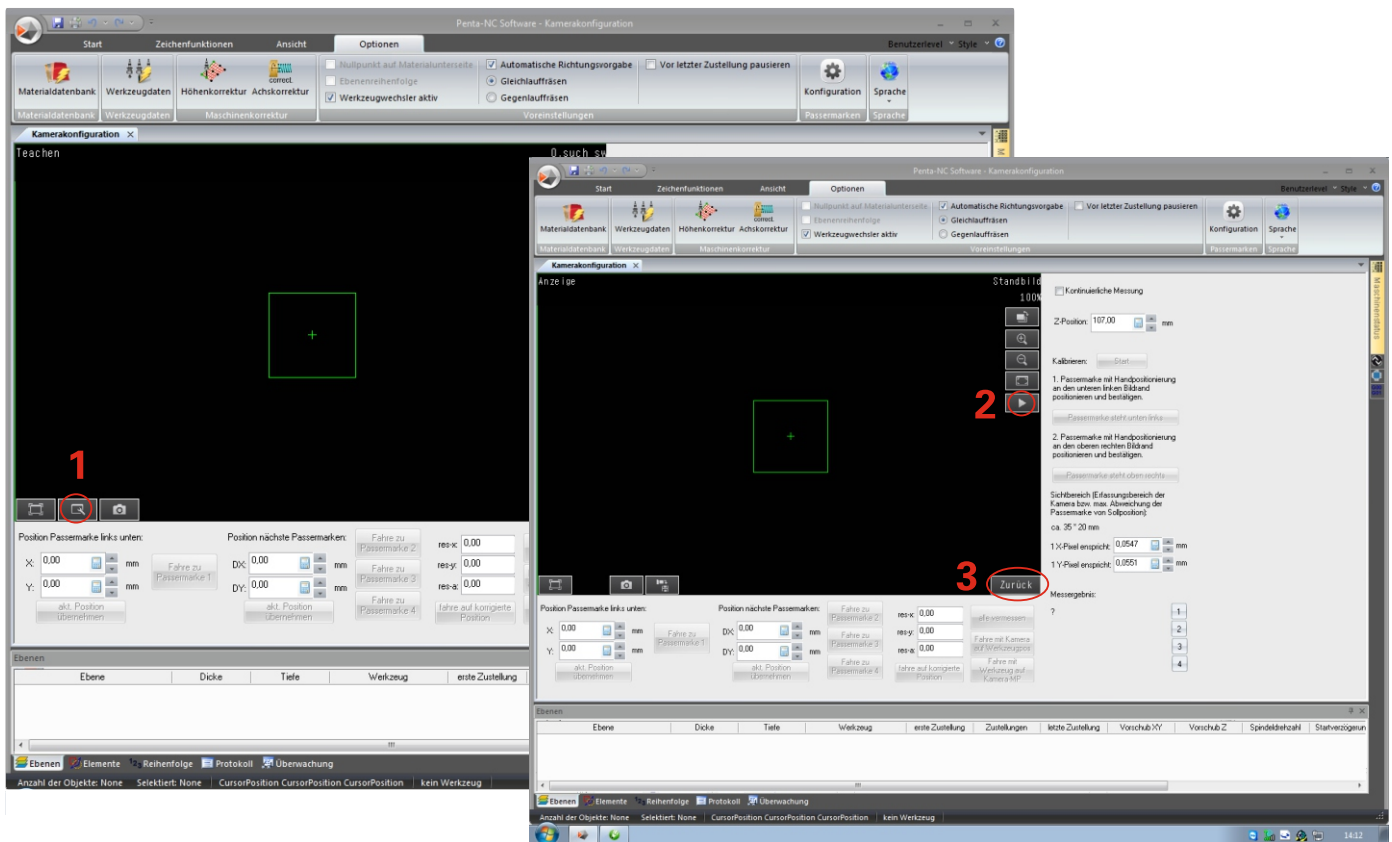 Penta-NC Software - Kamerakonfiguration
Start Zeichenfunktionen Ansicht Optionen Benutzerlevel Style
Nullpunkt auf Materialunterseite Automatische Richtungsvorgabe Vor letzter Zustellung pausieren
Ebenenreihenfolge Gleichlauffräsen
Werkzeugwechsler aktiv Gegenlauffräsen
correct.
Materialdatenbank Werkzeugdaten Höhenkorrektur Achskorrektur Konfiguration Sprache
Materialdatenbank Werkzeugdaten Maschinenkorrektur Voreinstellungen Passermarken Sprache
Kamerakonfiguration
Teachen O.such sw
1
Position Passermarke links unten: Position nächste Passermarken:
X: 0,00 mm
Y: 0,00 mm
Fahre zu Passermarke 1
akt. Position übernehmen
DX: 0,00 mm
DY: 0,00 mm
akt. Position übernehmen
Fahre zu Passermarke 2
Fahre zu Passermarke 3
Fahre zu Passermarke 4
res-x: 0,00
res-y: 0,00
res-a: 0,00
fahre auf korrigierte Position
Ebenen
Ebene Dicke Tiefe Werkzeug erste Zustellung
Ebenen Elemente Reihenfolge Protokoll Überwachung
Anzahl der Objekte: None Selektiert: None CursorPosition CursorPosition CursorPosition kein Werkzeug
Penta-NC Software - Kamerakonfiguration
Start Zeichenfunktionen Ansicht Optionen Benutzerlevel Style
Nullpunkt auf Materialunterseite Automatische Richtungsvorgabe Vor letzter Zustellung pausieren
Ebenenreihenfolge Gleichlauffräsen
Werkzeugwechsler aktiv Gegenlauffräsen
correct.
Materialdatenbank Werkzeugdaten Höhenkorrektur Achskorrektur Konfiguration Sprache
Materialdatenbank Werkzeugdaten Maschinenkorrektur Voreinstellungen Passermarken Sprache
Kamerakonfiguration
Anzeige Standbild
100%
2
3
Zurück
Kontinuierliche Messung
Z-Position: 107,00 mm
Kalibrieren: Start
1. Passermarke mit Handpositionierung
an den unteren linken Bildrand
positionieren und bestätigen.
Passermarke steht unten links
2. Passermarke mit Handpositionierung
an den oberen rechten Bildrand
positionieren und bestätigen.
Passermarke steht oben rechts
Sichtbereich (Erfassungsbereich der
Kamera bzw. max. Abweichung der
Passermarke von Sollposition):
ca. 35 * 20 mm
1 X-Pixel enspricht: 0,0547 mm
1 Y-Pixel enspricht: 0,0551 mm
Messergebnis:
?
1
2
3
4
Maschinenstatus
Position Passermarke links unten: Position nächste Passermarken:
X: 0,00 mm
Y: 0,00 mm
Fahre zu Passermarke 1
akt. Position übernehmen
DX: 0,00 mm
DY: 0,00 mm
akt. Position übernehmen
Fahre zu Passermarke 2
Fahre zu Passermarke 3
Fahre zu Passermarke 4
res-x: 0,00
res-y: 0,00
res-a: 0,00
fahre auf korrigierte Position
alle vermessen
Fahre mit Kamera auf Werkzeugpos
Fahre mit Werkzeug auf Kamera-MP
Ebenen
Ebene Dicke Tiefe Werkzeug erste Zustellung Zustellungen letzte Zustellung Vorschub XY Vorschub Z Spindeldrehzahl Startverzögerun
Ebenen Elemente Reihenfolge Protokoll Überwachung
Anzahl der Objekte: None Selektiert: None CursorPosition CursorPosition CursorPosition kein Werkzeug
14:12